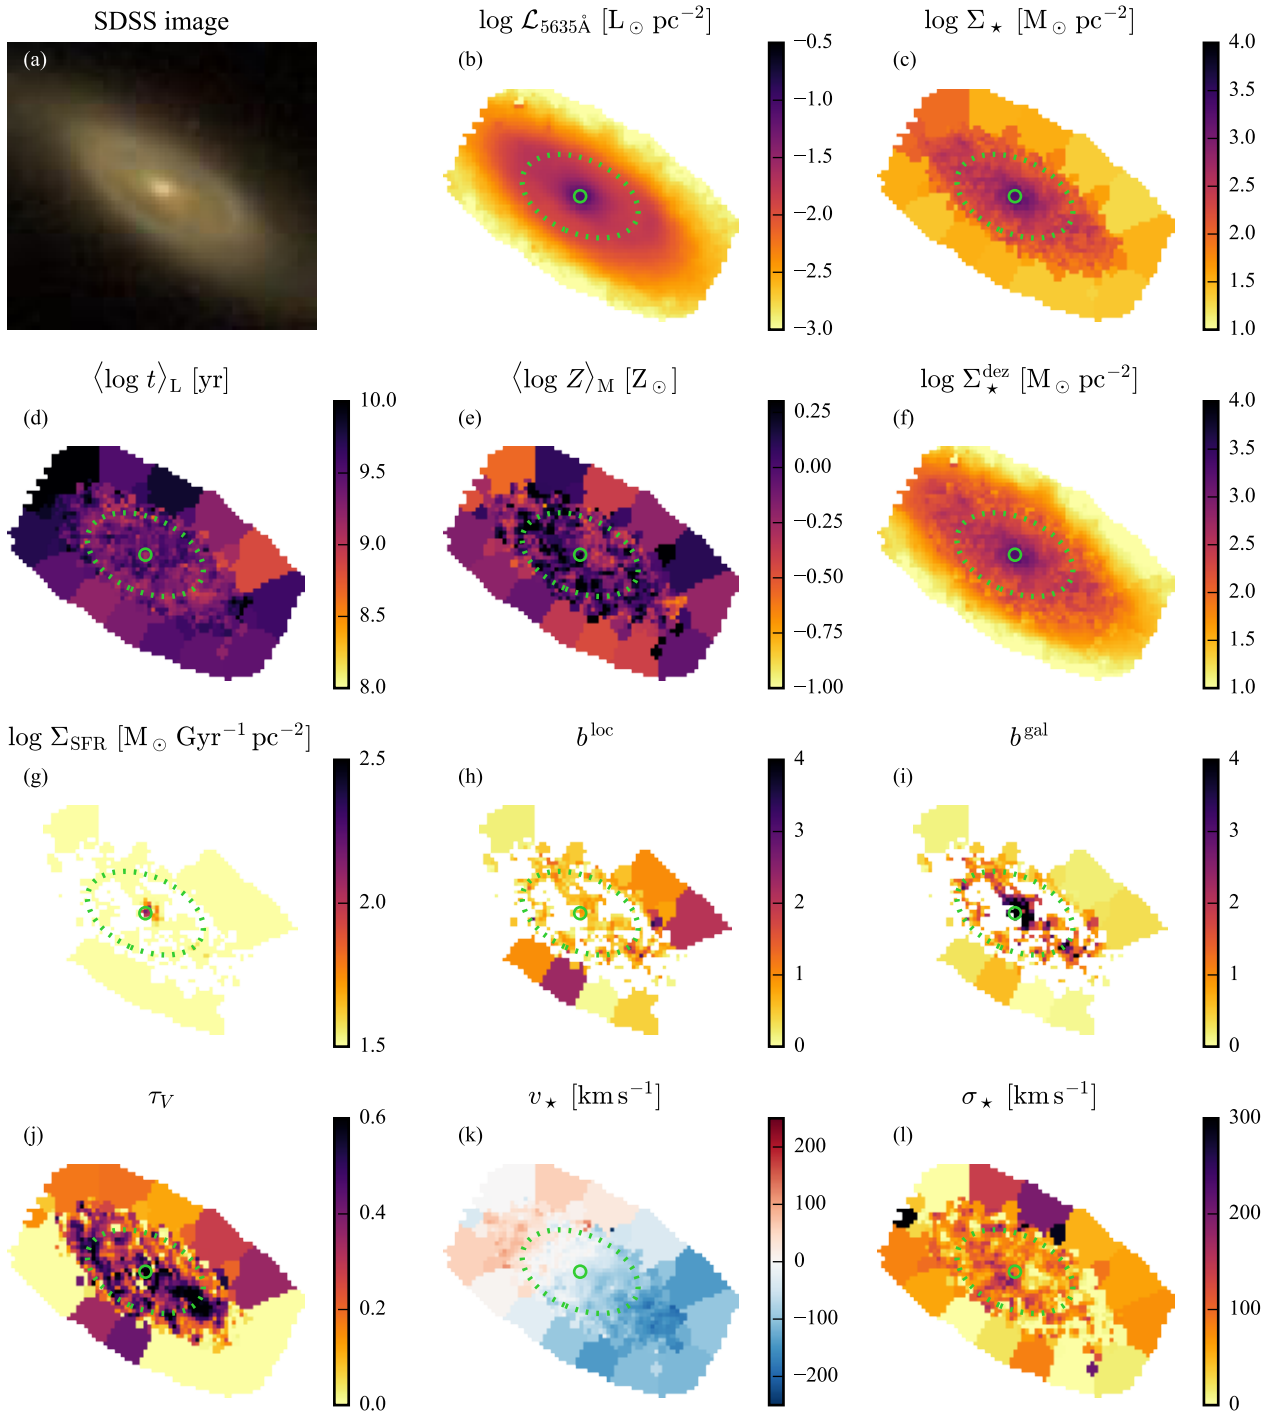 SDSS image
log ℒ₅₆₃₅Å [L⊙ pc⁻²]
log Σ⋆ [M⊙ pc⁻²]
(a)
(b)
−0.5
−1.0
−1.5
−2.0
−2.5
−3.0
(c)
4.0
3.5
3.0
2.5
2.0
1.5
1.0
⟨log t⟩L [yr]
⟨log Z⟩M [Z⊙]
log Σ⋆ᵈᵉᶻ [M⊙ pc⁻²]
(d)
10.0
9.5
9.0
8.5
8.0
(e)
0.25
0.00
−0.25
−0.50
−0.75
−1.00
(f)
4.0
3.5
3.0
2.5
2.0
1.5
1.0
log ΣSFR [M⊙ Gyr⁻¹ pc⁻²]
bˡᵒᶜ
bᵍᵃˡ
(g)
2.5
2.0
1.5
(h)
4
3
2
1
0
(i)
4
3
2
1
0
τV
v⋆ [km s⁻¹]
σ⋆ [km s⁻¹]
(j)
0.6
0.4
0.2
0.0
(k)
200
100
0
−100
−200
(l)
300
200
100
0